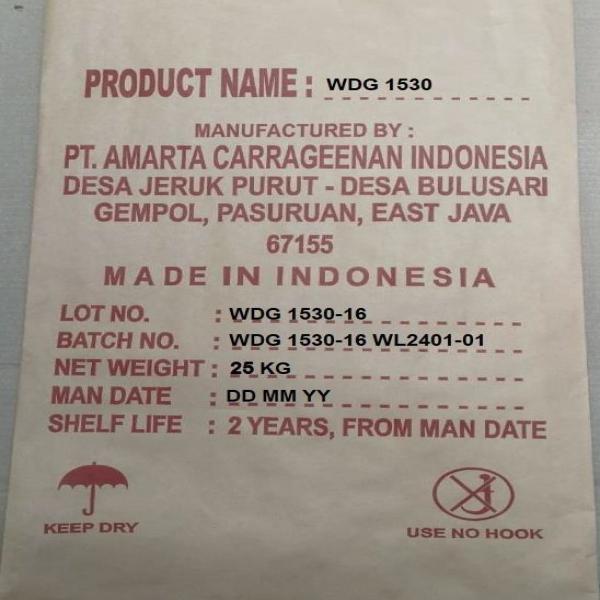 PRODUCT NAME : WDG 1530
MANUFACTURED BY :
PT. AMARTA CARRAGEENAN INDONESIA
DESA JERUK PURUT - DESA BULUSARI
GEMPOL, PASURUAN, EAST JAVA
67155
MADE IN INDONESIA
LOT NO. : WDG 1530-16
BATCH NO. : WDG 1530-16 WL2401-01
NET WEIGHT : 25 KG
MAN DATE : DD MM YY
SHELF LIFE : 2 YEARS, FROM MAN DATE
KEEP DRY
USE NO HOOK